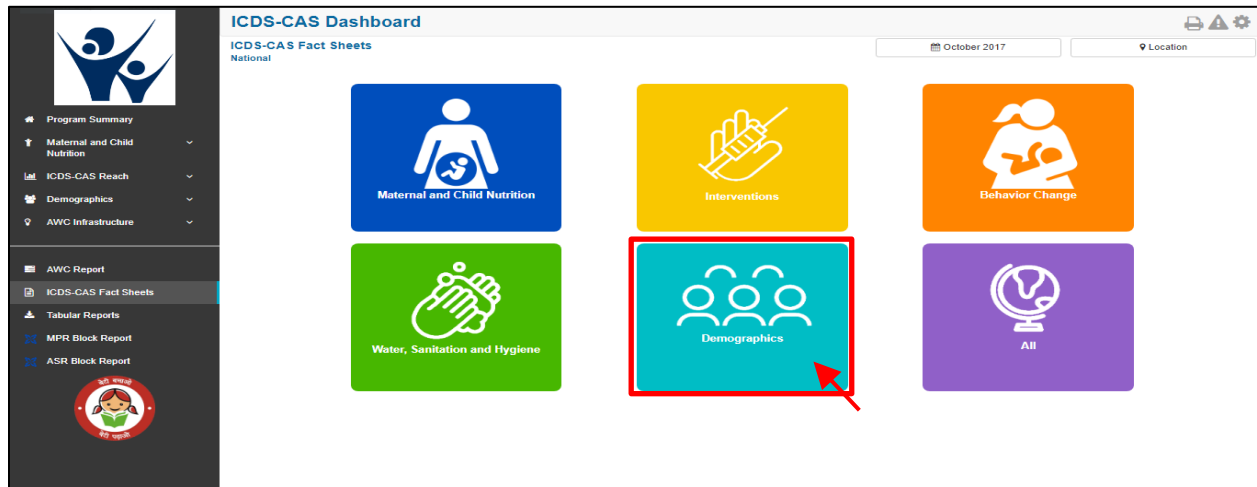 ICDS-CAS Dashboard
ICDS-CAS Fact Sheets
National
October 2017
Location
Program Summary
Maternal and Child
Nutrition
ICDS-CAS Reach
Demographics
AWC Infrastructure
AWC Report
ICDS-CAS Fact Sheets
Tabular Reports
MPR Block Report
ASR Block Report
बेटी बचाओ
बेटी पढ़ाओ
Maternal and Child Nutrition
Interventions
Behavior Change
Water, Sanitation and Hygiene
Demographics
All